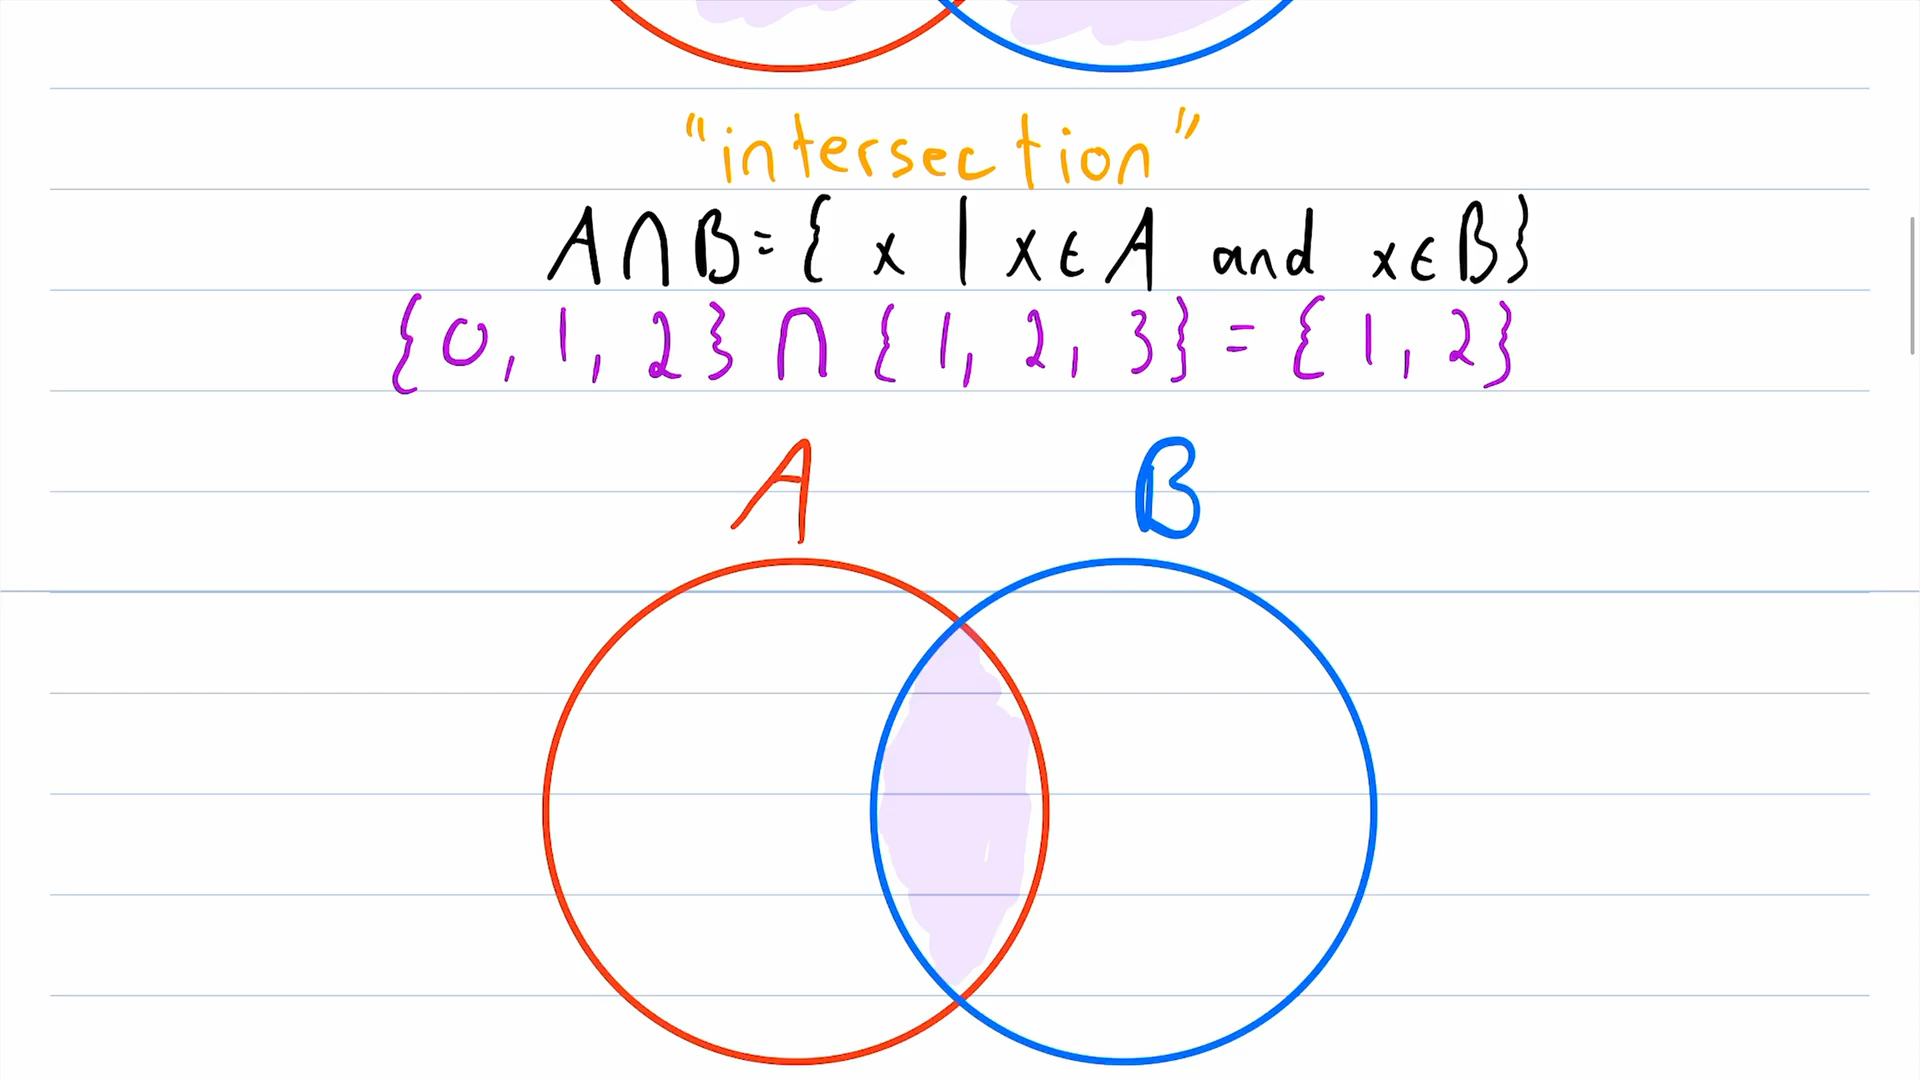 "intersection"
A∩B={ x | x∈A and x∈B}
{0, 1, 2} ∩ {1, 2, 3} = {1, 2}
A B